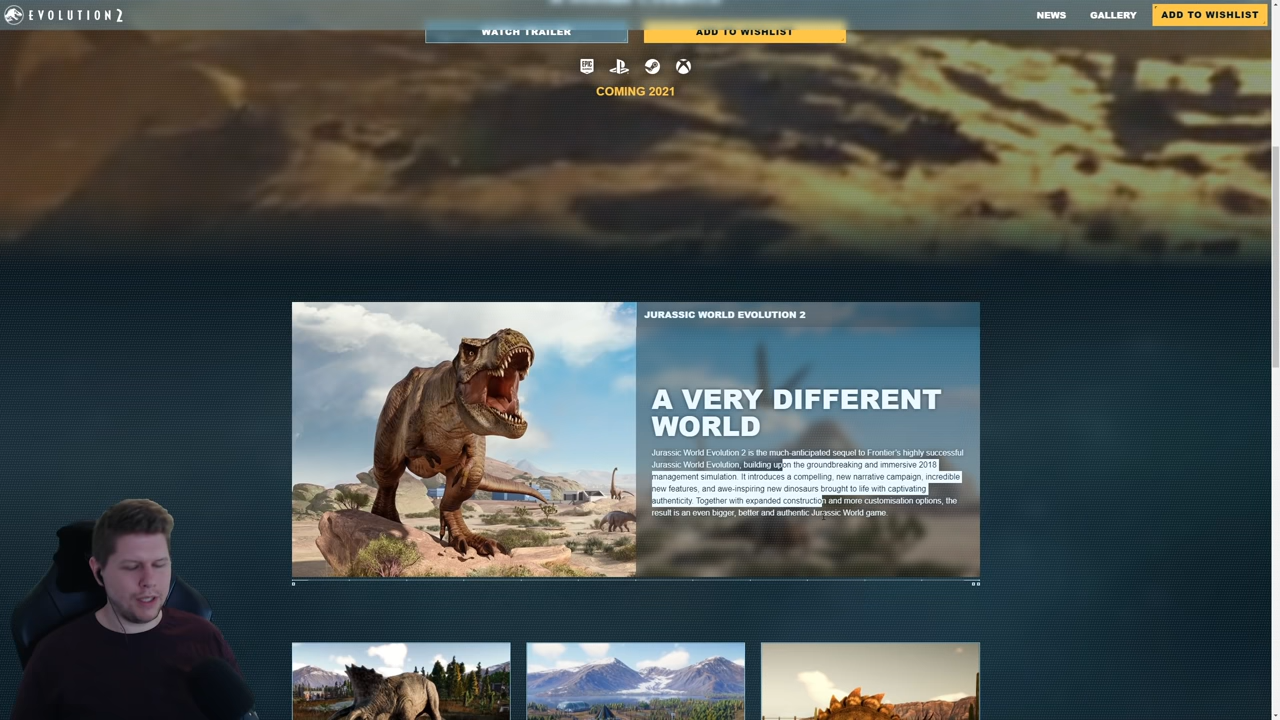 EVOLUTION 2
NEWS
GALLERY
ADD TO WISHLIST
WATCH TRAILER
ADD TO WISHLIST
EPIC
COMING 2021
JURASSIC WORLD EVOLUTION 2
A VERY DIFFERENT
WORLD
Jurassic World Evolution 2 is the much-anticipated sequel to Frontier's highly successful
Jurassic World Evolution, building upon the groundbreaking and immersive 2018
management simulation. It introduces a compelling, new narrative campaign, incredible
new features, and awe-inspiring new dinosaurs brought to life with captivating
authenticity. Together with expanded construction and more customisation options, the
result is an even bigger, better and authentic Jurassic World game.